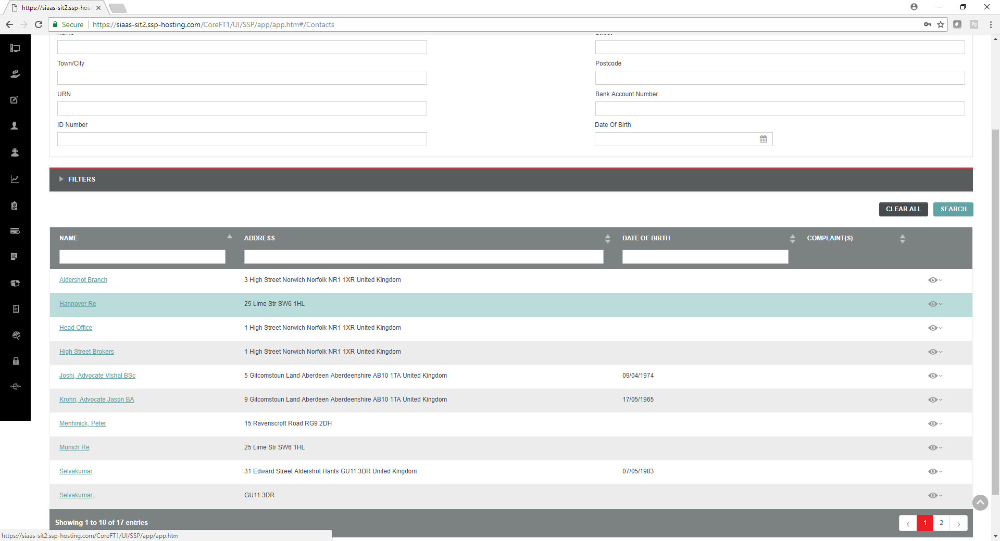 https://siaas-sit2.ssp-host
Secure https://siaas-sit2.ssp-hosting.com/CoreFT1/UI/SSP/app/app.htm#/Contacts
Town/City
Postcode
URN
Bank Account Number
ID Number
Date Of Birth
FILTERS
CLEAR ALL SEARCH
NAME ADDRESS DATE OF BIRTH COMPLAINT(S)
Aldershot Branch 3 High Street Norwich Norfolk NR1 1XR United Kingdom
Hannover Re 25 Lime Str SW6 1HL
Head Office 1 High Street Norwich Norfolk NR1 1XR United Kingdom
High Street Brokers 1 High Street Norwich Norfolk NR1 1XR United Kingdom
Joshi, Advocate Vishal BSc 5 Gilcomstoun Land Aberdeen Aberdeenshire AB10 1TA United Kingdom 09/04/1974
Krohn, Advocate Jason BA 9 Gilcomstoun Land Aberdeen Aberdeenshire AB10 1TA United Kingdom 17/05/1965
Menhinick, Peter 15 Ravenscroft Road RG9 2DH
Munich Re 25 Lime Str SW6 1HL
Selvakumar, 31 Edward Street Aldershot Hants GU11 3DR United Kingdom 07/05/1983
Selvakumar, GU11 3DR
Showing 1 to 10 of 17 entries
‹ 1 2 ›
https://siaas-sit2.ssp-hosting.com/CoreFT1/UI/SSP/app/app.htm